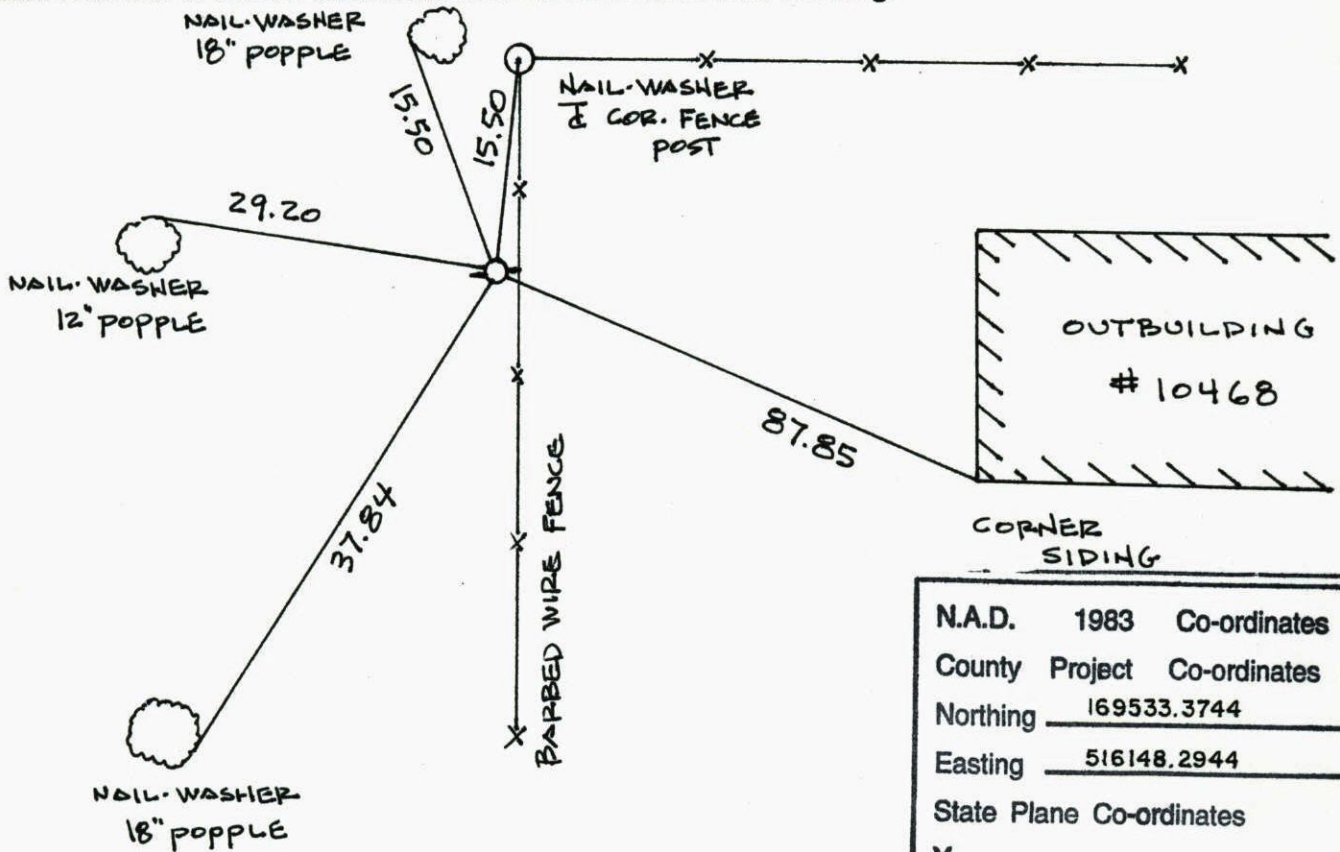 NAIL-WASHER
18" POPPLE
15.50
15.50
NAIL-WASHER
COR. FENCE
POST
29.20
NAIL-WASHER
12" POPPLE
OUTBUILDING
# 10468
87.85
37.84
BARBED WIRE FENCE
CORNER
SIDING
N.A.D. 1983 Co-ordinates
County Project Co-ordinates
Northing 169533.3744
Easting 516148.2944
State Plane Co-ordinates
NAIL-WASHER
18" POPPLE